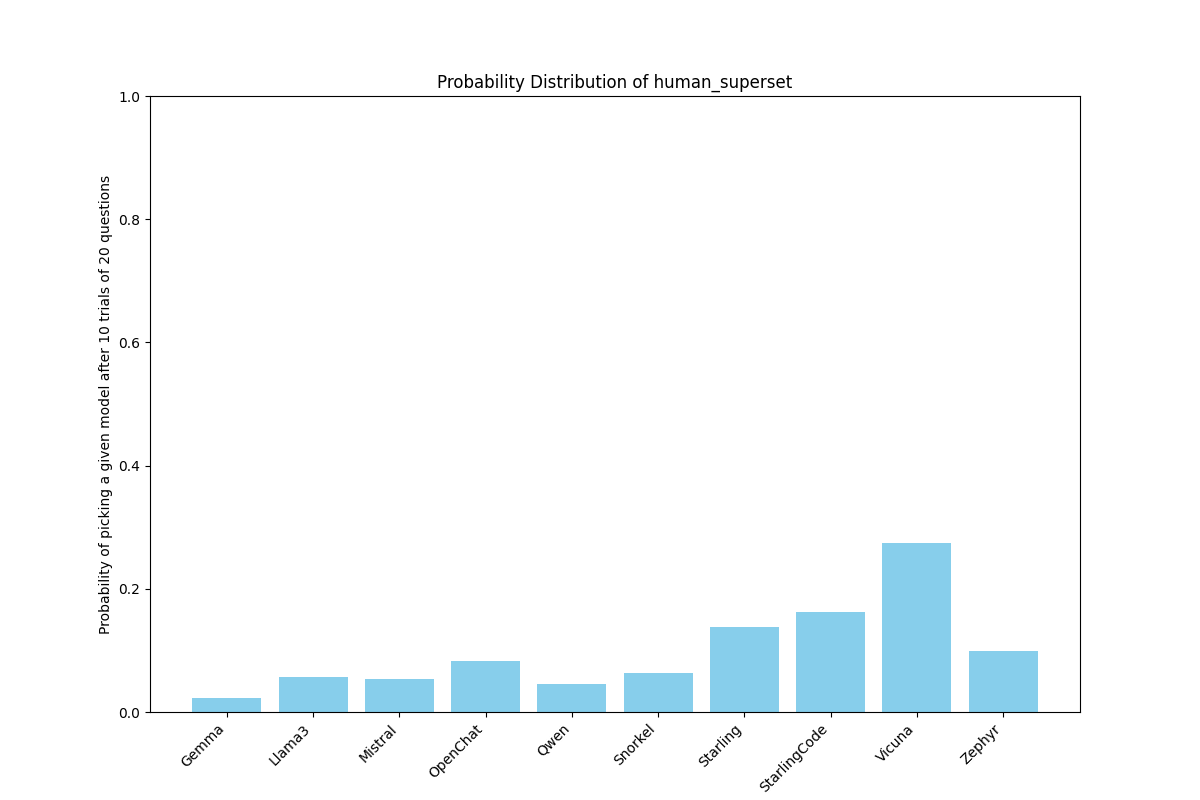 Probability Distribution of human_superset
Probability of picking a given model after 10 trials of 20 questions
1.0
0.8
0.6
0.4
0.2
0.0
Gemma
Llama3
Mistral
OpenChat
Qwen
Snorkel
Starling
StarlingCode
Vicuna
Zephyr